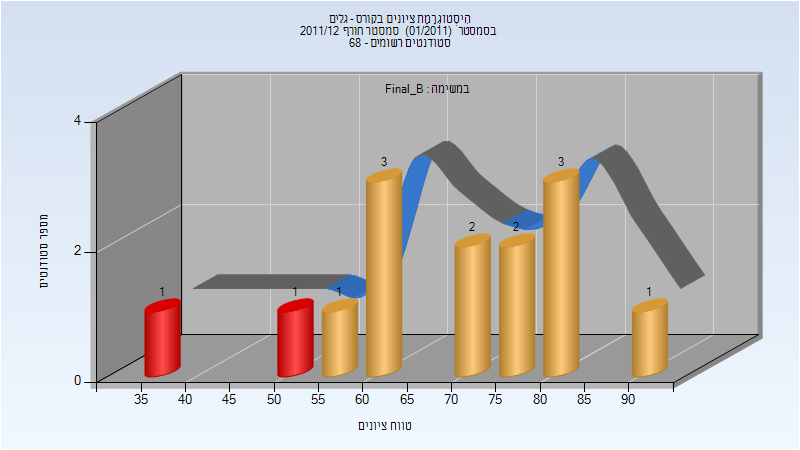 היסטוגרמת ציונים בקורס - גלים
בסמסטר (01/2011) סמסטר חורף 2011/12
סטודנטים רשומים - 68
במשימה : Final_B
מספר סטודנטים
4
2
0
1
1
1
3
2
2
3
1
35 40 45 50 55 60 65 70 75 80 85 90
טווח ציונים